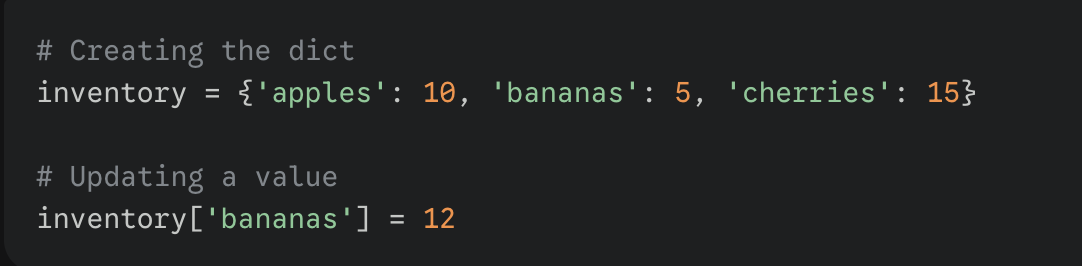 # Creating the dict
inventory = {'apples': 10, 'bananas': 5, 'cherries': 15}
# Updating a value
inventory['bananas'] = 12